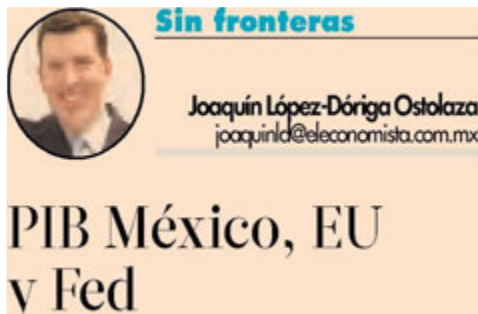 Sin fronteras
Joaquín López-Dóriga Ostolaza
joaquinld@eleconomista.com.mx
PIB México, EU
y Fed